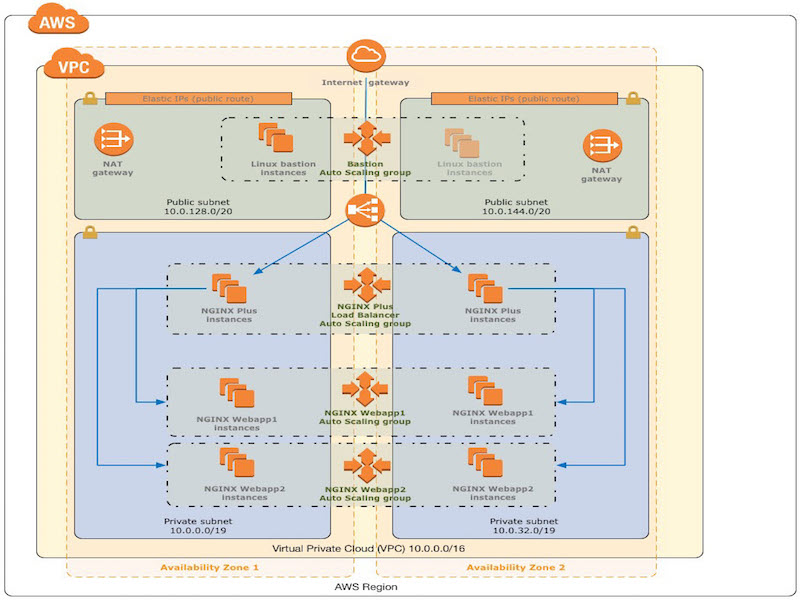 AWS
VPC
Internet gateway
Elastic IPs (public route)
Elastic IPs (public route)
NAT
gateway
Linux bastion
instances
Bastion
Auto Scaling group
Linux bastion
instances
NAT
gateway
Public subnet
10.0.128.0/20
Public subnet
10.0.144.0/20
NGINX Plus
instances
NGINX Plus
Load Balancer
Auto Scaling group
NGINX Plus
instances
NGINX Webapp1
instances
NGINX Webapp1
Auto Scaling group
NGINX Webapp1
instances
NGINX Webapp2
instances
NGINX Webapp2
Auto Scaling group
NGINX Webapp2
instances
Private subnet
10.0.0.0/19
Private subnet
10.0.32.0/19
Virtual Private Cloud (VPC) 10.0.0.0/16
Availability Zone 1
Availability Zone 2
AWS Region